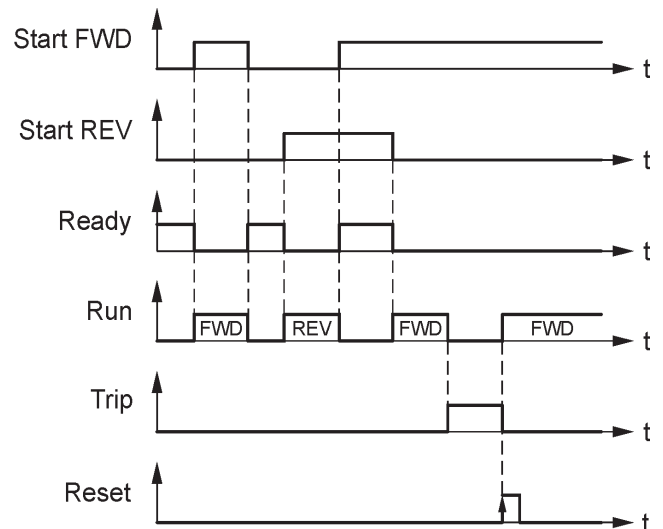 Start FWD
t
Start REV
t
Ready
t
Run
FWD
REV
FWD
FWD
t
Trip
t
Reset
t